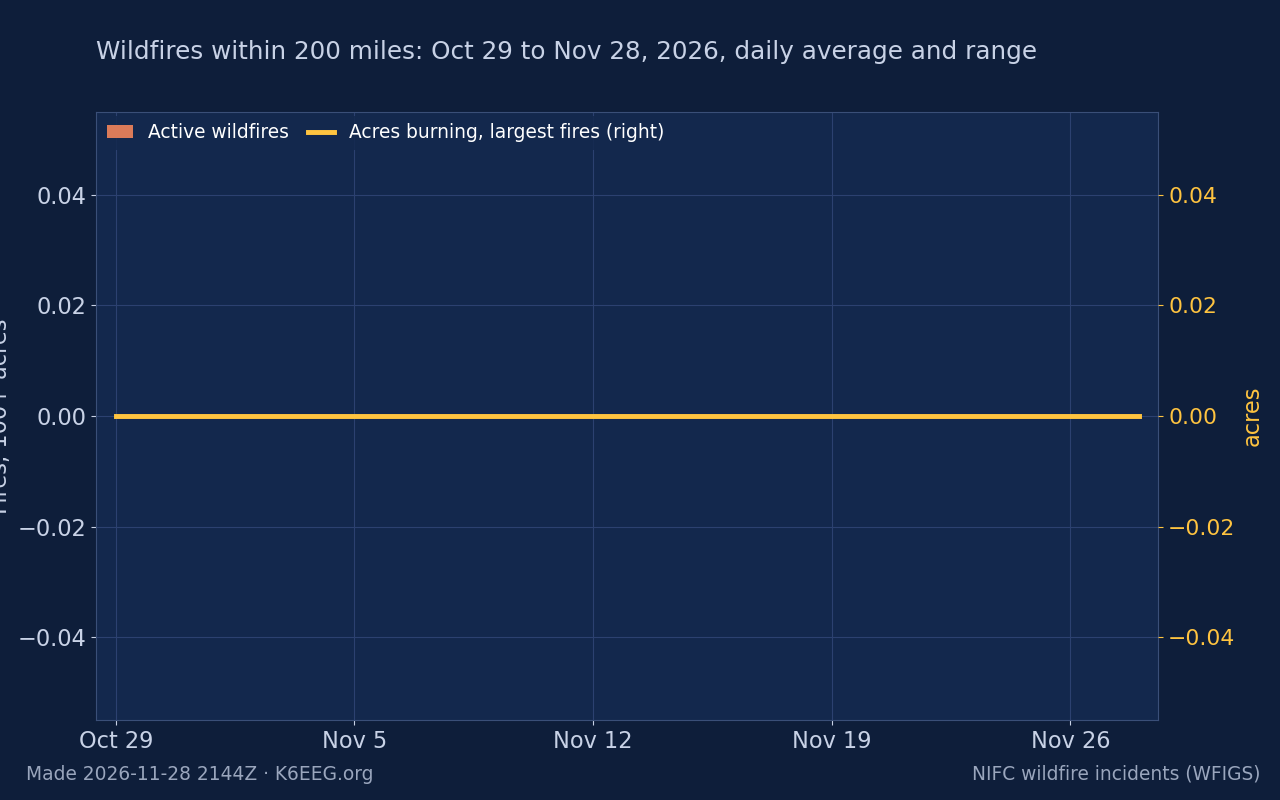 Wildfires within 200 miles: Oct 29 to Nov 28, 2026, daily average and range
Active wildfires
Acres burning, largest fires (right)
0.04
0.02
0.00
−0.02
−0.04
acres
0.04
0.02
0.00
−0.02
−0.04
acres
Oct 29
Nov 5
Nov 12
Nov 19
Nov 26
Made 2026-11-28 2144Z · K6EEG.org
NIFC wildfire incidents (WFIGS)